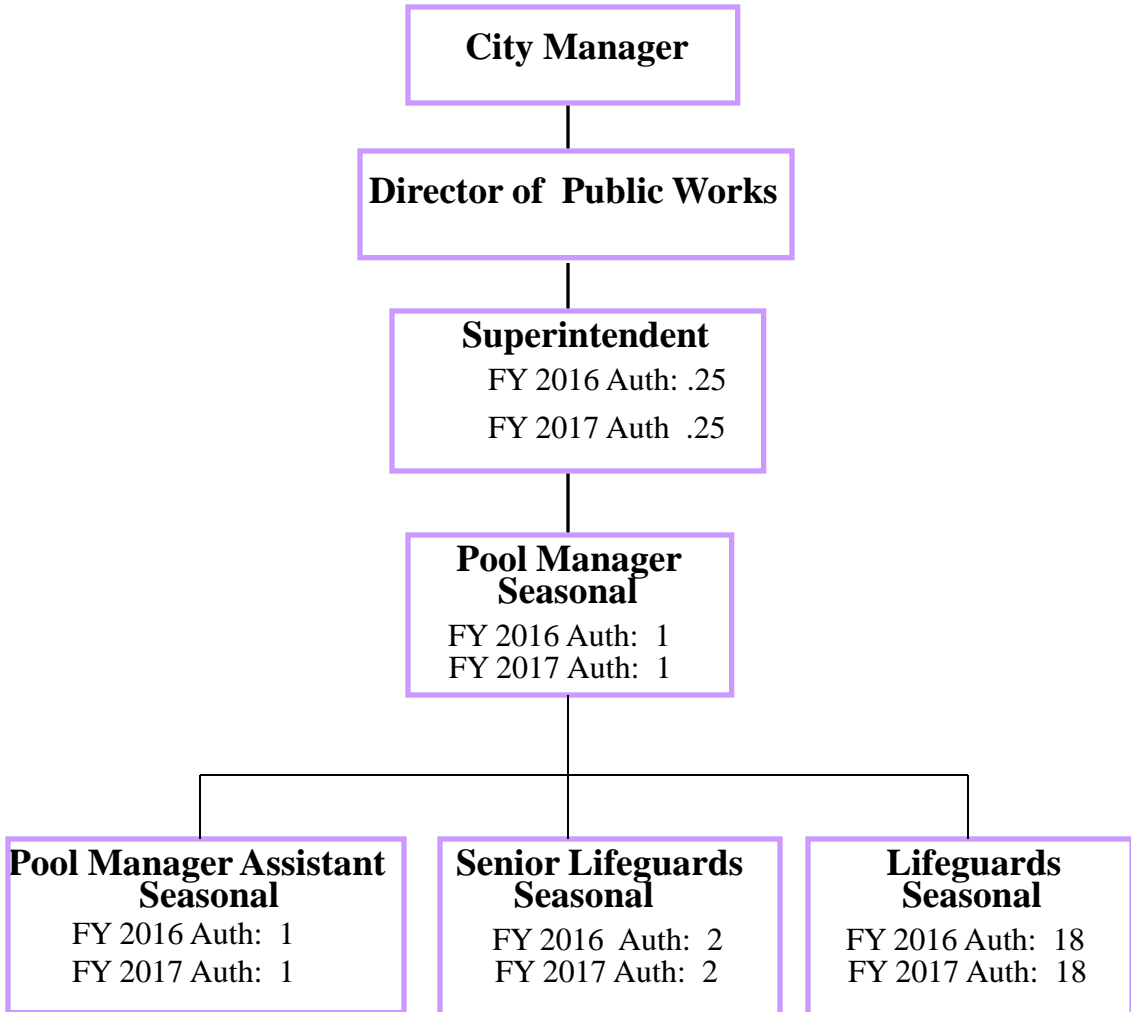 City Manager
Director of Public Works
Superintendent
FY 2016 Auth: .25
FY 2017 Auth .25
Pool Manager
Seasonal
FY 2016 Auth: 1
FY 2017 Auth: 1
Pool Manager Assistant
Seasonal
FY 2016 Auth: 1
FY 2017 Auth: 1
Senior Lifeguards
Seasonal
FY 2016 Auth: 2
FY 2017 Auth: 2
Lifeguards
Seasonal
FY 2016 Auth: 18
FY 2017 Auth: 18